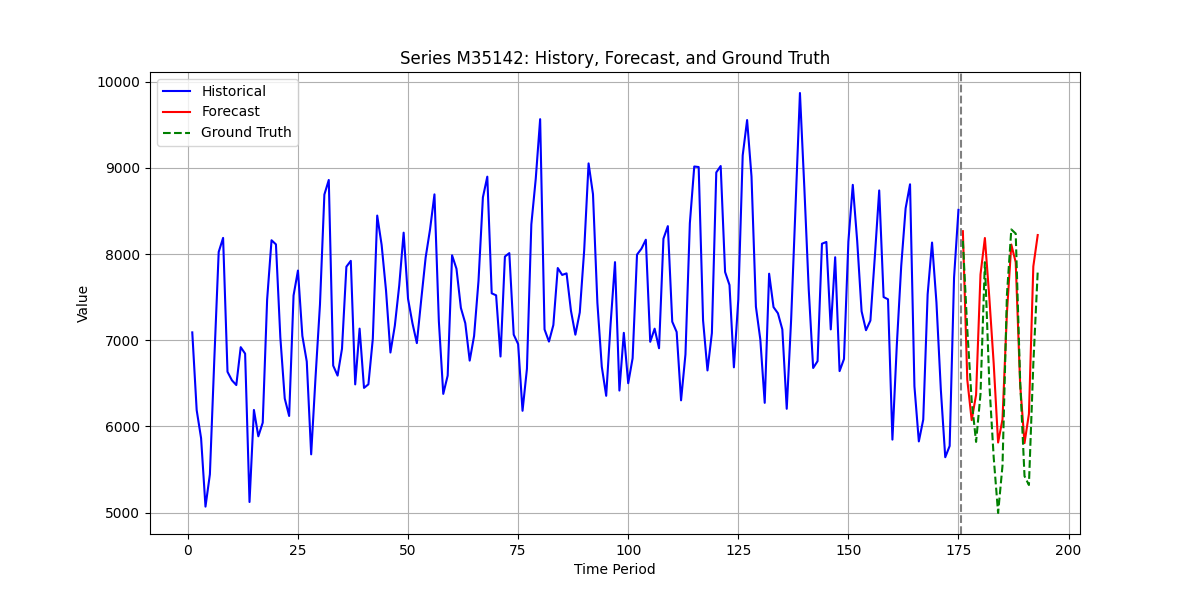 Series M35142: History, Forecast, and Ground Truth
10000
9000
8000
7000
6000
5000
Value
Historical
Forecast
Ground Truth
0 25 50 75 100 125 150 175 200
Time Period